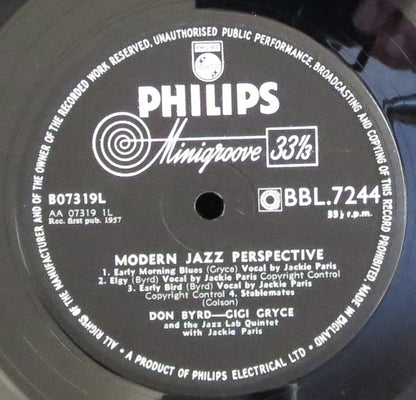 ALL RIGHTS OF THE MANUFACTURER AND OF THE OWNER OF THE RECORDED WORK RESERVED. UNAUTHORISED PUBLIC PERFORMANCE, BROADCASTING AND COPYING OF THIS RECORD PROHIBITED MADE IN ENGLAND
PHILIPS
PHILIPS
Minigroove 33⅓
B07319L
BBL.7244
AA 07319 1L
33⅓ r.p.m.
Rec. first pub. 1957
MODERN JAZZ PERSPECTIVE
1. Early Morning Blues (Gryce) Vocal by Jackie Paris
2. Elgy (Byrd) Vocal by Jackie Paris Copyright Control
3. Early Bird (Byrd) Vocal by Jackie Paris
Copyright Control 4. Stablemates
(Golson)
DON BYRD—GIGI GRYCE
and the Jazz Lab Quintet
with Jackie Paris
• A PRODUCT OF PHILIPS ELECTRICAL LTD •